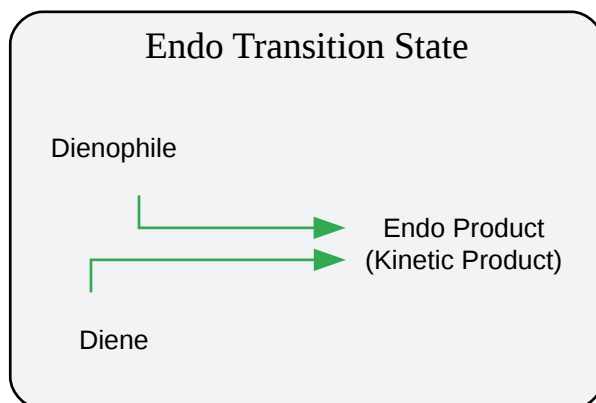 Endo Transition State
Dienophile
Endo Product
(Kinetic Product)
Diene